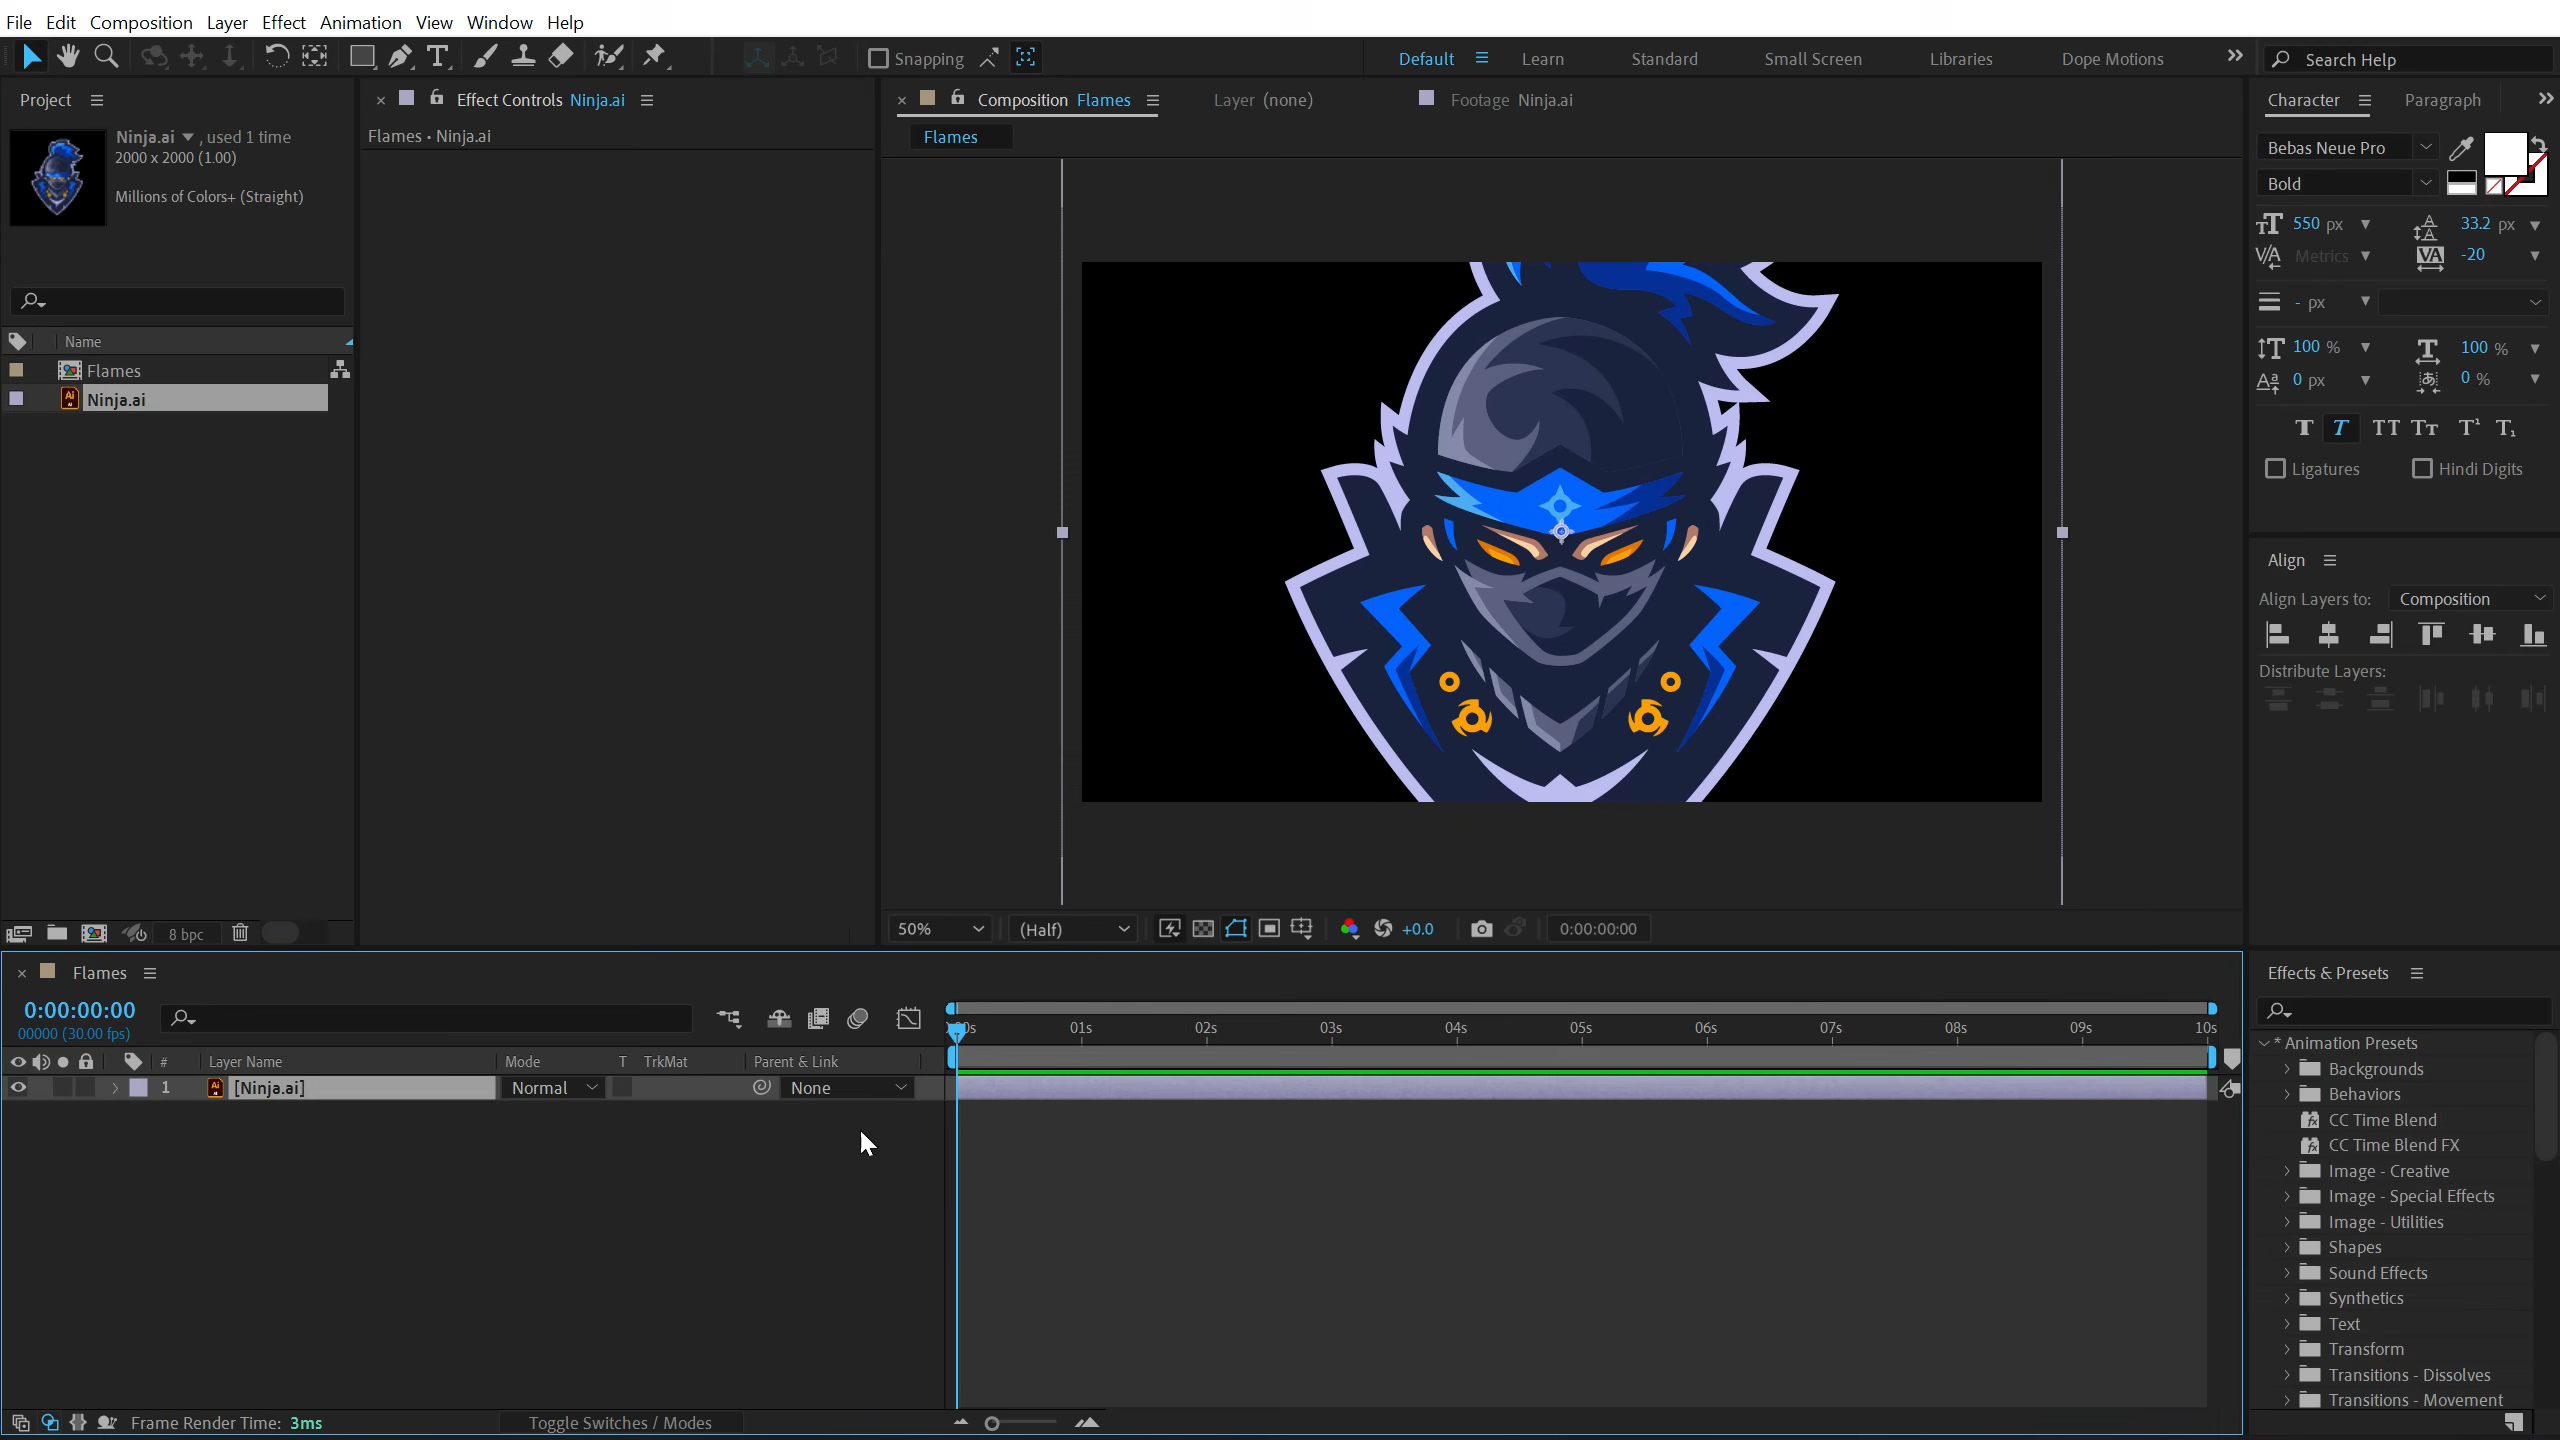 File Edit Composition Layer Effect Animation View Window Help
Snapping
Default Learn Standard Small Screen Libraries Dope Motions
Search Help
Project
Ninja.ai , used 1 time
2000 x 2000 (1.00)
Millions of Colors+ (Straight)
Name
Flames
Ninja.ai
8 bpc
Effect Controls Ninja.ai
Flames • Ninja.ai
Composition Flames
Layer (none)
Footage Ninja.ai
Flames
50% (Half) +0.0 0:00:00:00
Character Paragraph
Bebas Neue Pro
Bold
550 px 33.2 px
Metrics -20
- px
100 % 100 %
0 px 0 %
Ligatures Hindi Digits
Align
Align Layers to: Composition
Distribute Layers:
Flames
0:00:00:00
00000 (30.00 fps)
01s 02s 03s 04s 05s 06s 07s 08s 09s 10s
# Layer Name Mode T TrkMat Parent & Link
1 [Ninja.ai] Normal None
Frame Render Time: 3ms
Toggle Switches / Modes
Effects & Presets
* Animation Presets
Backgrounds
Behaviors
CC Time Blend
CC Time Blend FX
Image - Creative
Image - Special Effects
Image - Utilities
Shapes
Sound Effects
Synthetics
Text
Transform
Transitions - Dissolves
Transitions - Movement